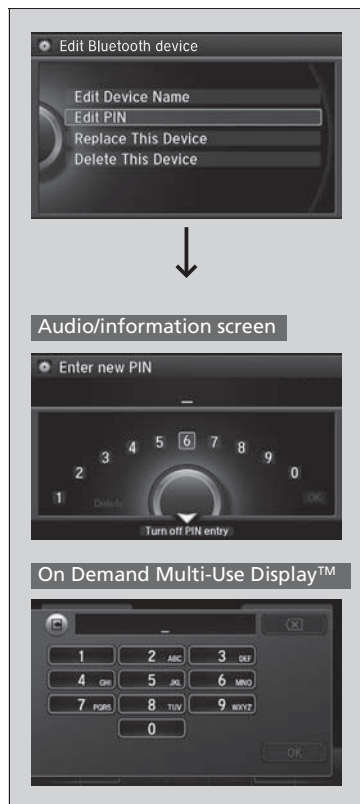 Edit Bluetooth device
Edit Device Name
Edit PIN
Replace This Device
Delete This Device
Audio/information screen
Enter new PIN
_
1 2 3 4 5 6 7 8 9 0
Delete OK
Turn off PIN entry
On Demand Multi-Use Display™
_
1 2 ABC 3 DEF
4 GHI 5 JKL 6 MNO
7 PQRS 8 TUV 9 WXYZ
0
OK